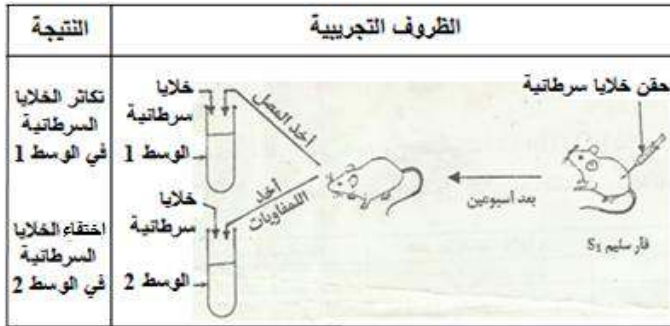 الظروف التجريبية
النتيجة
حقن خلايا سرطانية
فأر سليم S₁
بعد أسبوعين
أخذ المصل
خلايا
سرطانية
الوسط 1
تكاثر الخلايا
السرطانية
في الوسط 1
أخذ
اللمفاويات
خلايا
سرطانية
الوسط 2
اختفاء الخلايا
السرطانية
في الوسط 2